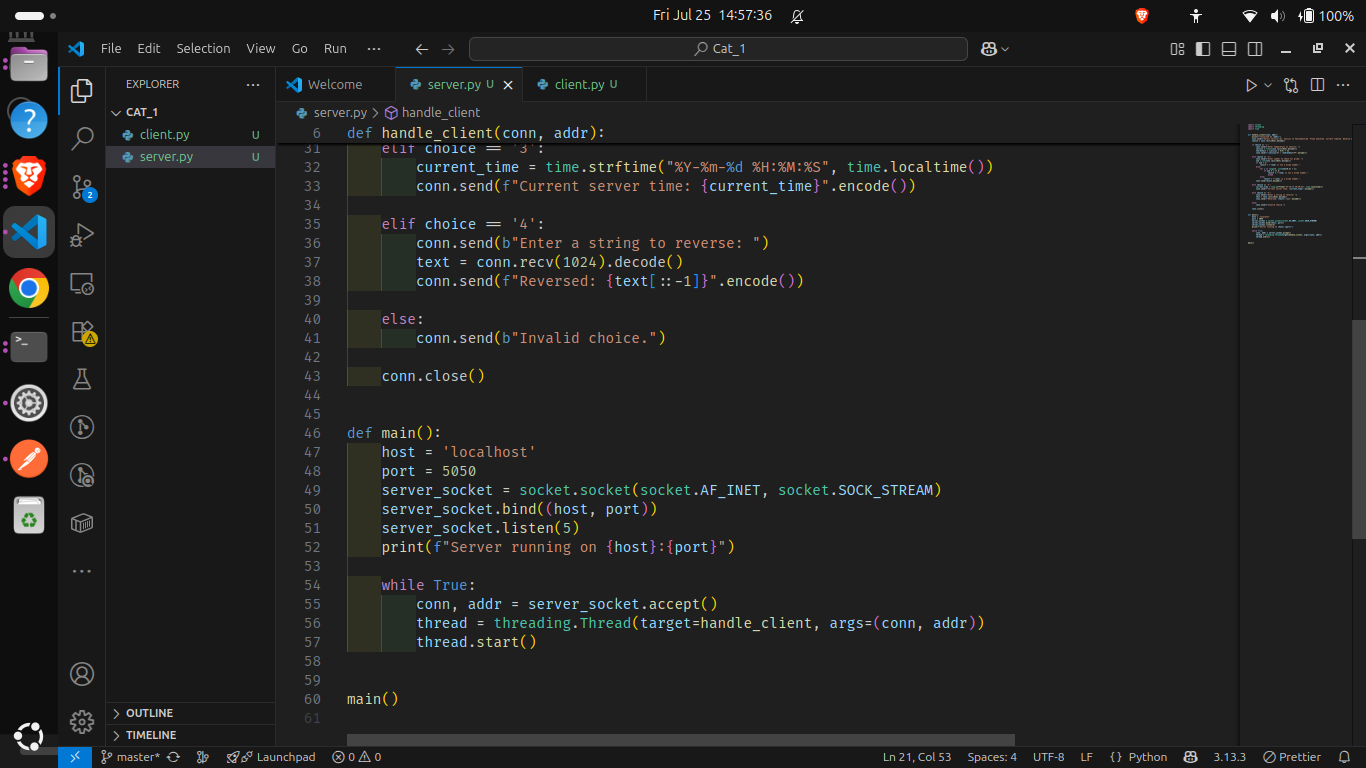 Fri Jul 25 14:57:36
100%
File Edit Selection View Go Run ···
Cat_1
EXPLORER
Welcome
server.py U
client.py U
CAT_1
client.py U
server.py U
server.py > handle_client
6 def handle_client(conn, addr):
31 elif choice == '3':
32 current_time = time.strftime("%Y-%m-%d %H:%M:%S", time.localtime())
33 conn.send(f"Current server time: {current_time}".encode())
34
35 elif choice == '4':
36 conn.send(b"Enter a string to reverse: ")
37 text = conn.recv(1024).decode()
38 conn.send(f"Reversed: {text[::-1]}".encode())
39
40 else:
41 conn.send(b"Invalid choice.")
42
43 conn.close()
44
45
46 def main():
47 host = 'localhost'
48 port = 5050
49 server_socket = socket.socket(socket.AF_INET, socket.SOCK_STREAM)
50 server_socket.bind((host, port))
51 server_socket.listen(5)
52 print(f"Server running on {host}:{port}")
53
54 while True:
55 conn, addr = server_socket.accept()
56 thread = threading.Thread(target=handle_client, args=(conn, addr))
57 thread.start()
58
59
60 main()
61
2
OUTLINE
TIMELINE
master* Launchpad 0 0 Ln 21, Col 53 Spaces: 4 UTF-8 LF {} Python 3.13.3 Prettier